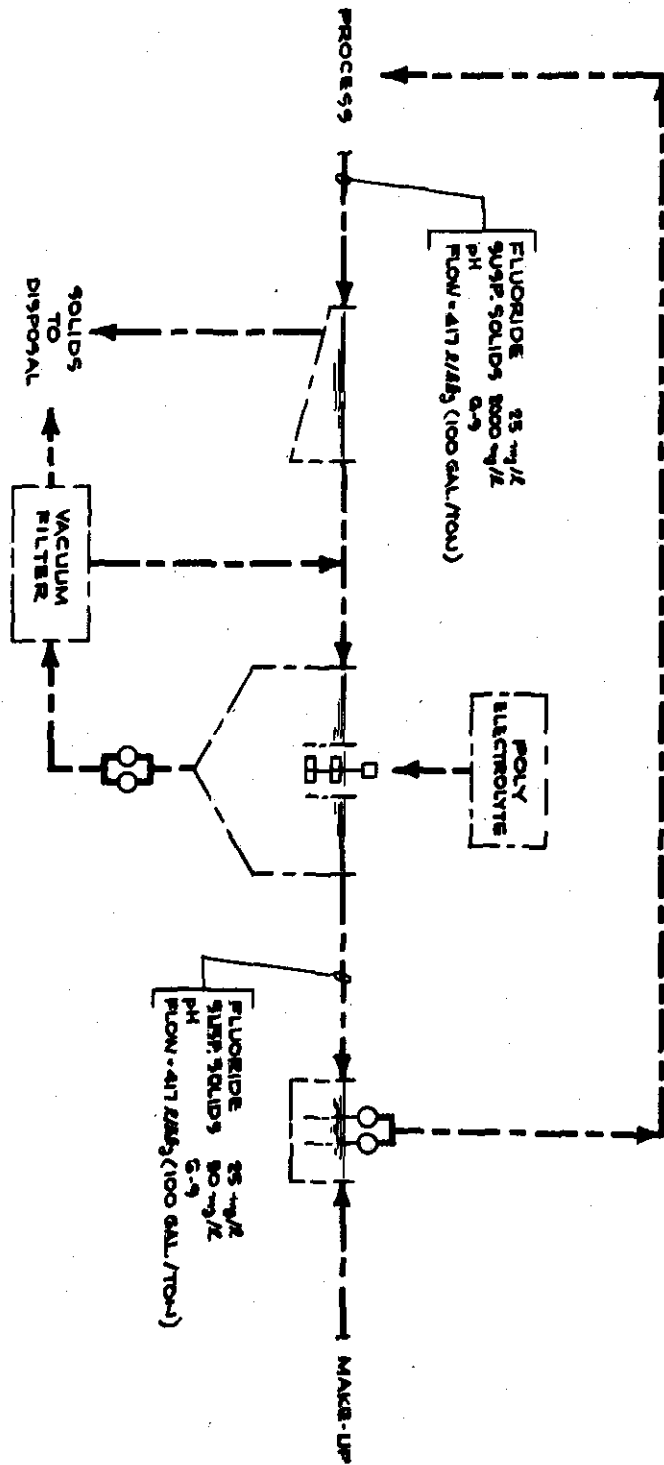 PROCESS
FLUORIDE 25 mg/l
SUSP. SOLIDS 2000 mg/l
pH 6-9
FLOW = 417 l/kkg (100 GAL./TON)
SOLIDS
TO
DISPOSAL
VACUUM
FILTER
POLY
ELECTROLYTE
FLUORIDE 25 mg/l
SUSP. SOLIDS 50 mg/l
pH 6-9
FLOW = 417 l/kkg (100 GAL./TON)
MAKE-UP